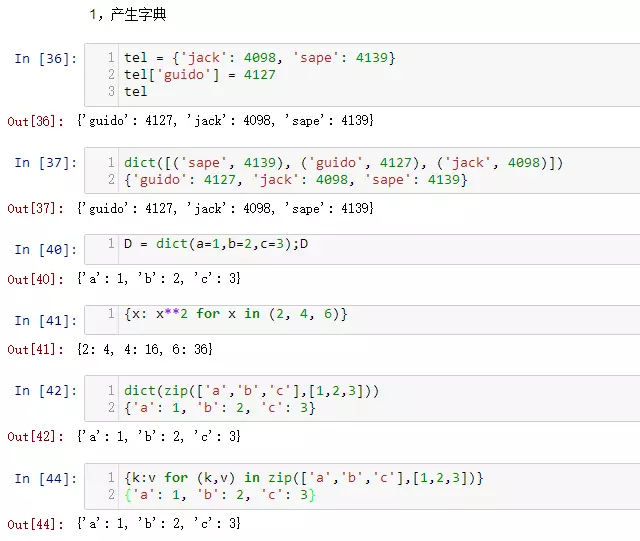 1，产生字典
In [36]:
1 tel = {'jack': 4098, 'sape': 4139}
2 tel['guido'] = 4127
3 tel
Out[36]: {'guido': 4127, 'jack': 4098, 'sape': 4139}
In [37]:
1 dict([('sape', 4139), ('guido', 4127), ('jack', 4098)])
2 {'guido': 4127, 'jack': 4098, 'sape': 4139}
Out[37]: {'guido': 4127, 'jack': 4098, 'sape': 4139}
In [40]:
1 D = dict(a=1,b=2,c=3);D
Out[40]: {'a': 1, 'b': 2, 'c': 3}
In [41]:
1 {x: x**2 for x in (2, 4, 6)}
Out[41]: {2: 4, 4: 16, 6: 36}
In [42]:
1 dict(zip(['a','b','c'],[1,2,3]))
2 {'a': 1, 'b': 2, 'c': 3}
Out[42]: {'a': 1, 'b': 2, 'c': 3}
In [44]:
1 {k:v for (k,v) in zip(['a','b','c'],[1,2,3])}
2 {'a': 1, 'b': 2, 'c': 3}
Out[44]: {'a': 1, 'b': 2, 'c': 3}